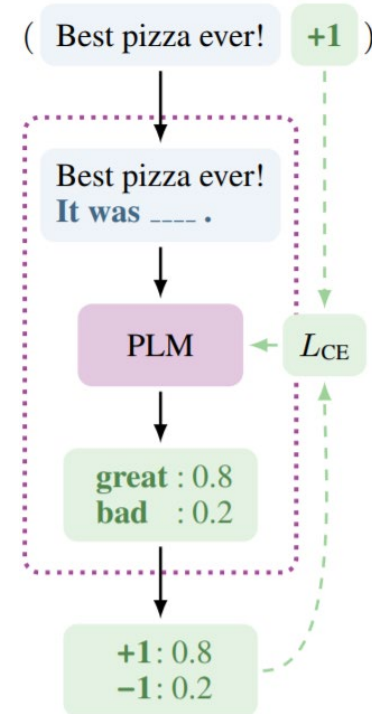 ( Best pizza ever! +1 )
Best pizza ever!
It was ____ .
PLM
L_CE
great : 0.8
bad : 0.2
+1: 0.8
−1: 0.2